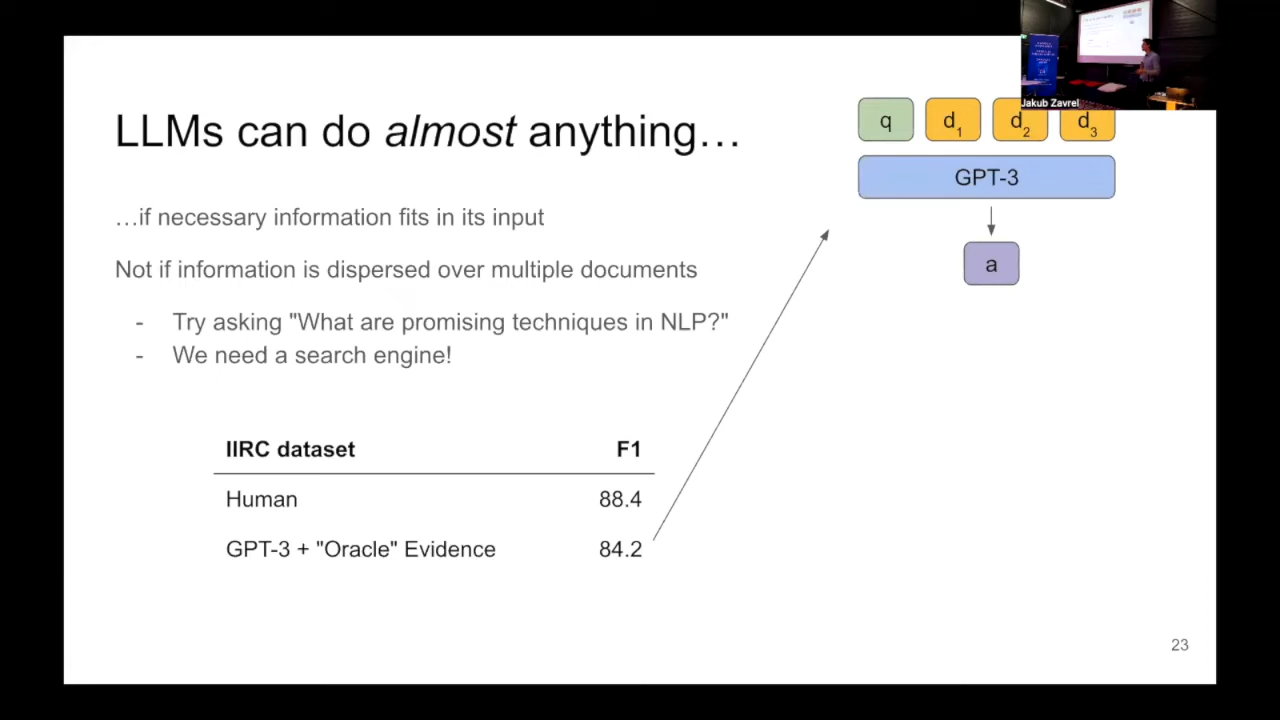 Jakub Zavrel
LLMs can do almost anything…
q d1 d2 d3
GPT-3
a
…if necessary information fits in its input
Not if information is dispersed over multiple documents
- Try asking "What are promising techniques in NLP?"
- We need a search engine!
IIRC dataset F1
Human 88.4
GPT-3 + "Oracle" Evidence 84.2
23